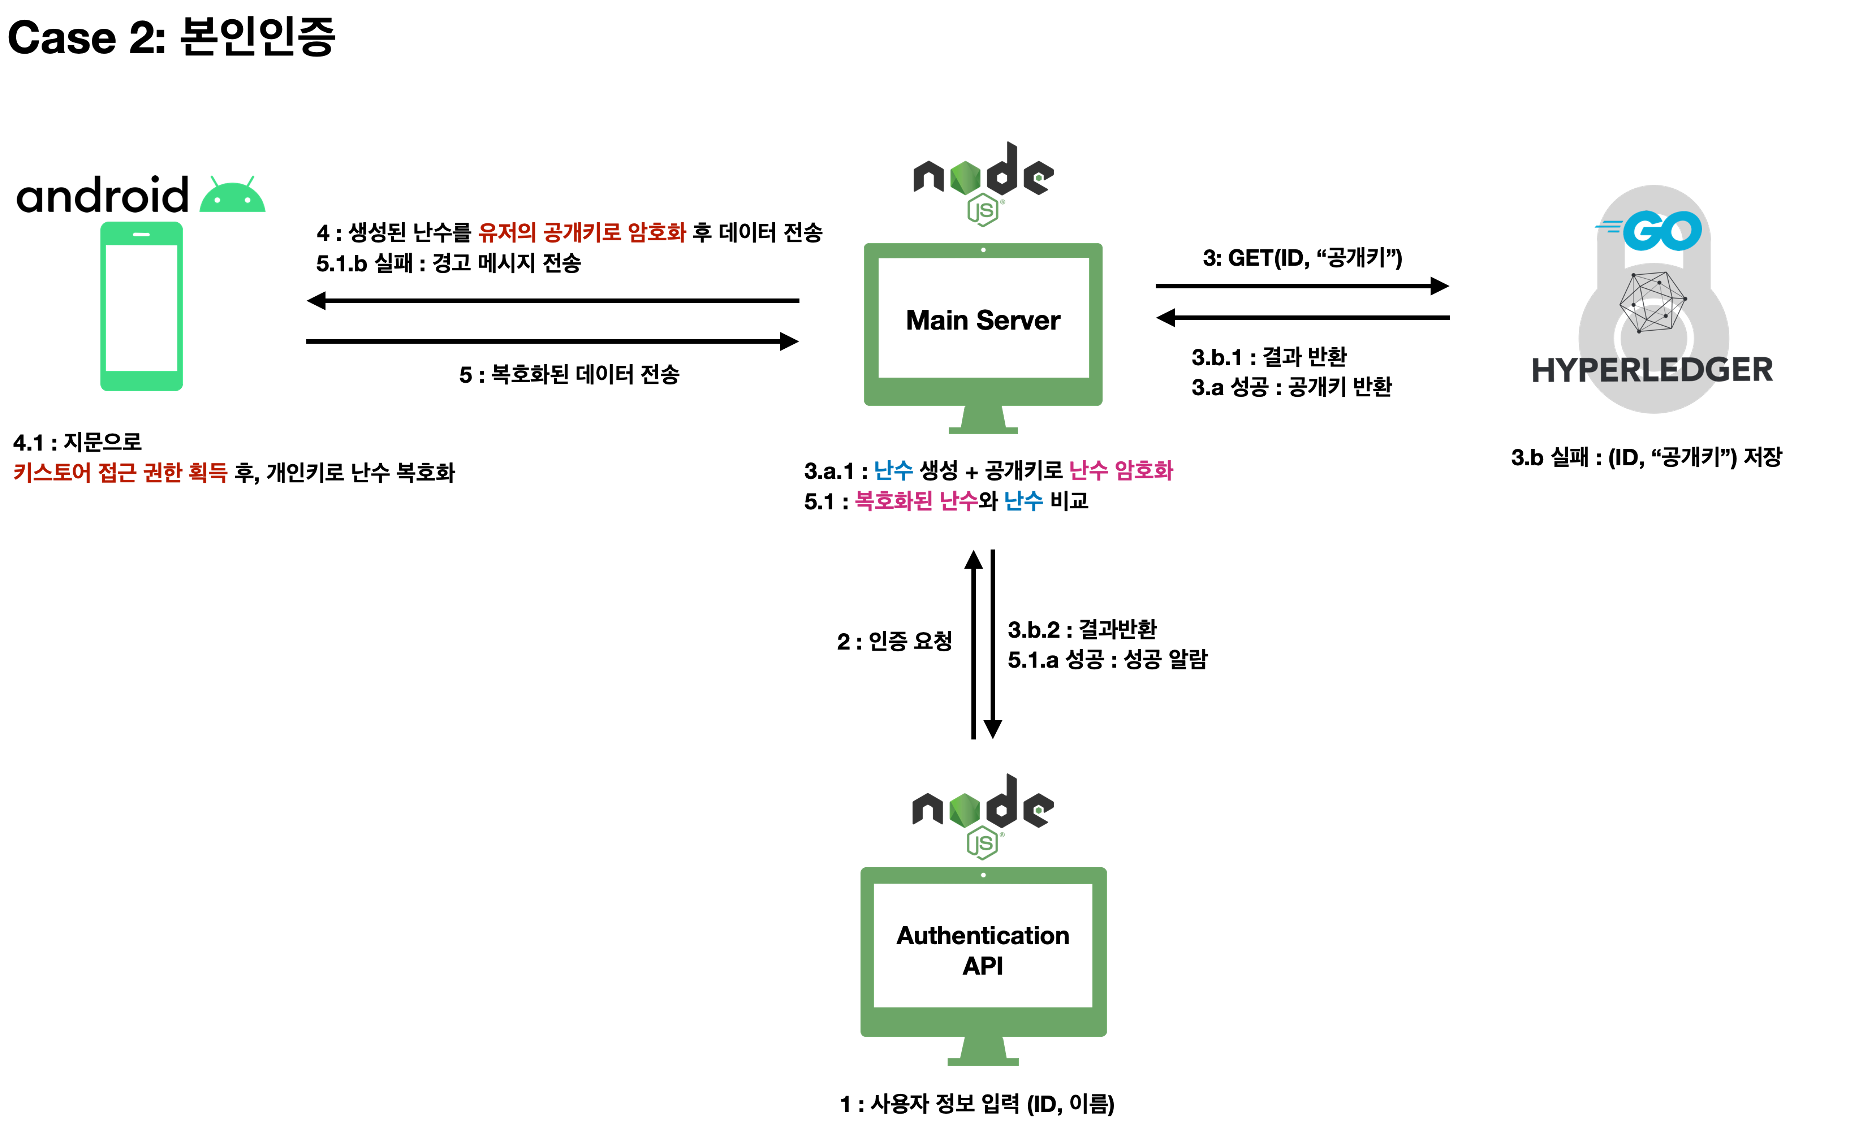 Case 2: 본인인증
android
4 : 생성된 난수를 유저의 공개키로 암호화 후 데이터 전송
5.1.b 실패 : 경고 메시지 전송
5 : 복호화된 데이터 전송
4.1 : 지문으로
키스토어 접근 권한 획득 후, 개인키로 난수 복호화
node
JS
Main Server
3.a.1 : 난수 생성 + 공개키로 난수 암호화
5.1 : 복호화된 난수와 난수 비교
3: GET(ID, “공개키”)
3.b.1 : 결과 반환
3.a 성공 : 공개키 반환
GO
HYPERLEDGER
3.b 실패 : (ID, “공개키”) 저장
2 : 인증 요청
3.b.2 : 결과반환
5.1.a 성공 : 성공 알람
node
JS
Authentication
API
1 : 사용자 정보 입력 (ID, 이름)